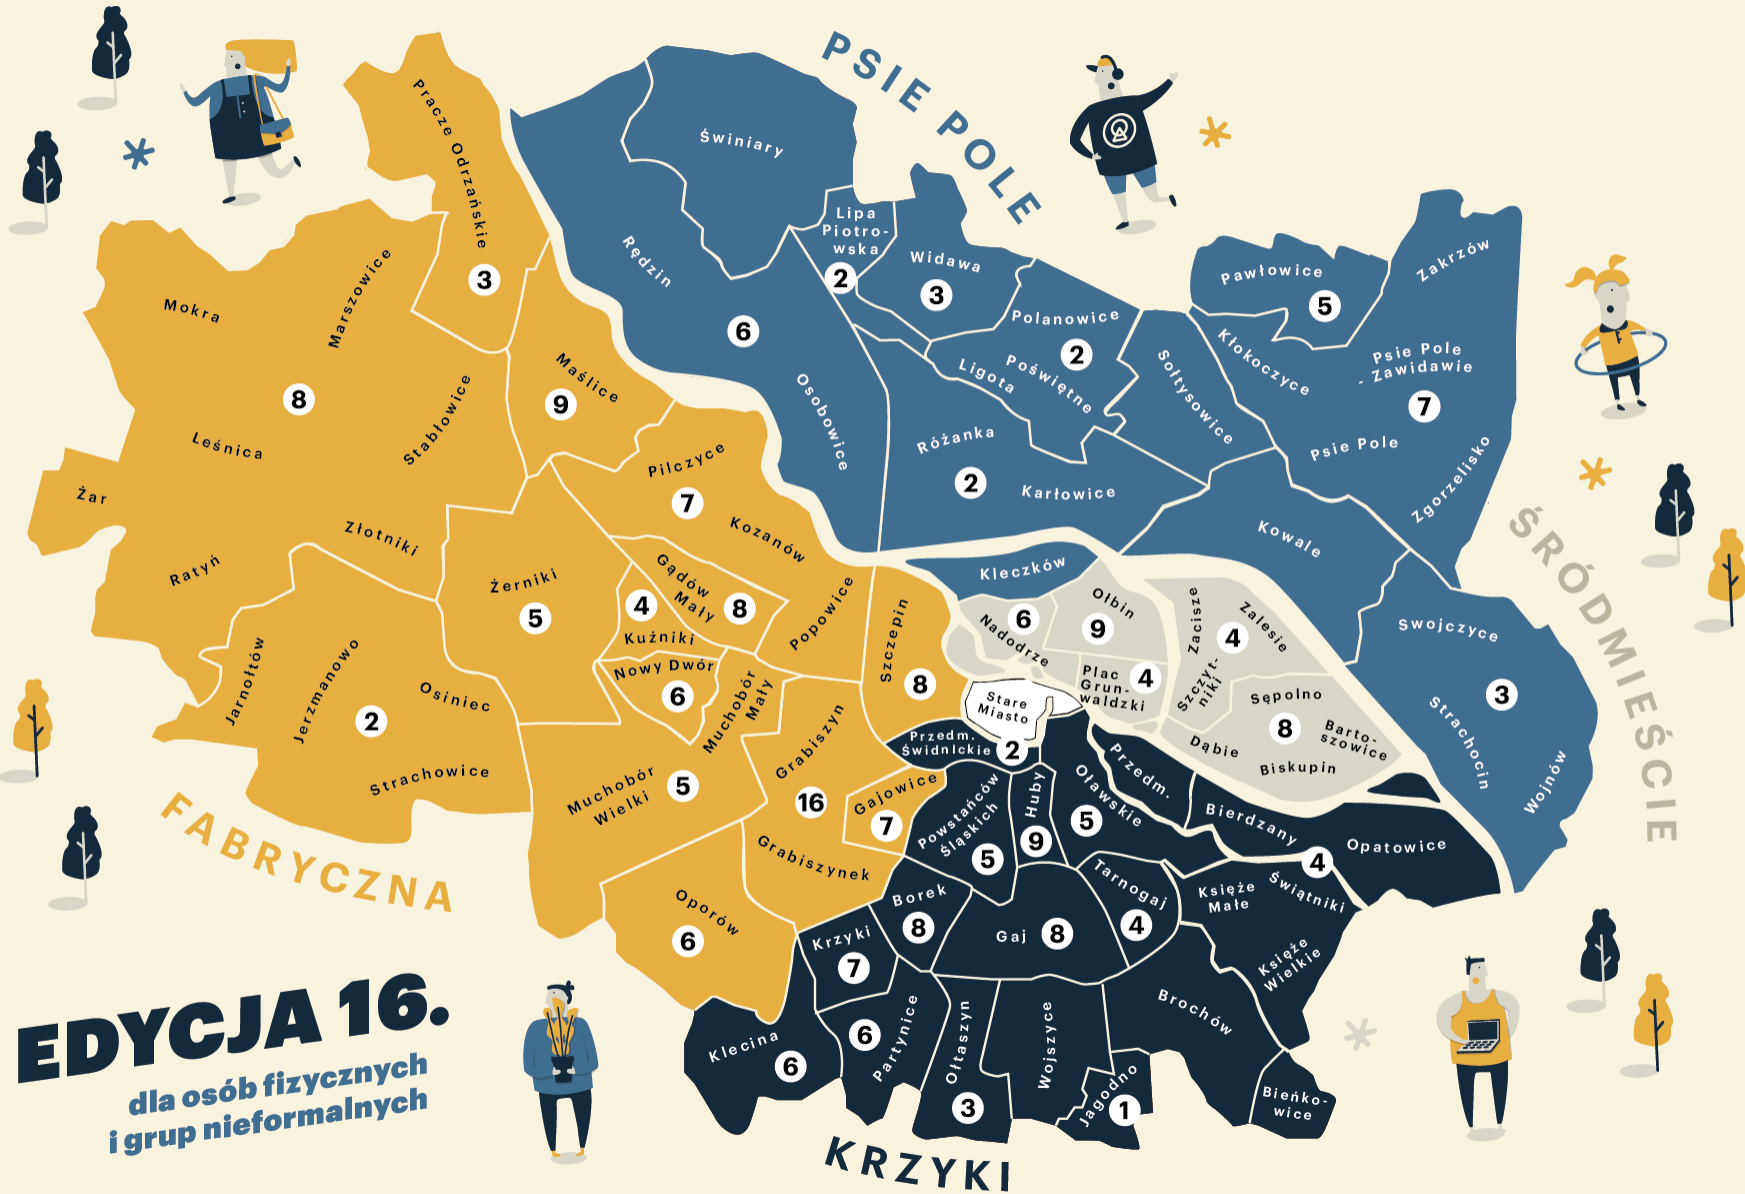 PSIE POLE
Pracze Odrzańskie
3
Świniary
Rędzin
6
Osobowice
Lipa
Piotro-
wska
2
Widawa
3
Polanowice
2
Poświętne
Ligota
Sołtysowice
Pawłowice
5
Zakrzów
Kłokoczyce
Psie Pole
- Zawidawie
7
Psie Pole
Zgorzelisko
Różanka
2
Karłowice
Kowale
Kleczków
Swojczyce
3
Strachocin
Wojnów
Mokra
Marszowice
8
Leśnica
Stabłowice
Żar
Złotniki
Ratyń
Maślice
9
Pilczyce
7
Kozanów
Popowice
Gądów
Mały
8
4
Kuźniki
Żerniki
5
Nowy Dwór
6
Muchobór
Mały
Muchobór
Wielki
5
Jarnołtów
Jerzmanowo
Osiniec
2
Strachowice
Szczepin
8
Grabiszyn
16
Grabiszynek
Gajowice
7
Oporów
6
FABRYCZNA
ŚRÓDMIEŚCIE
6
Nadodrze
Ołbin
9
Plac
Grun-
waldzki
4
Zacisze
Zalesie
4
Szczyt-
niki
Sępolno
8
Barto-
szowice
Dąbie
Biskupin
Stare
Miasto
Przedm.
Świdnickie
2
Powstańców
Śląskich
5
Huby
9
Przedm.
Oławskie
5
Bierdzany
4
Opatowice
Księże
Małe
Świątniki
Księże
Wielkie
Tarnogaj
4
Gaj
8
Borek
8
Krzyki
7
Klecina
6
6
Partynice
Ołtaszyn
3
Wojszyce
Jagodno
1
Brochów
Bieńko-
wice
KRZYKI
EDYCJA 16.
dla osób fizycznych
i grup nieformalnych